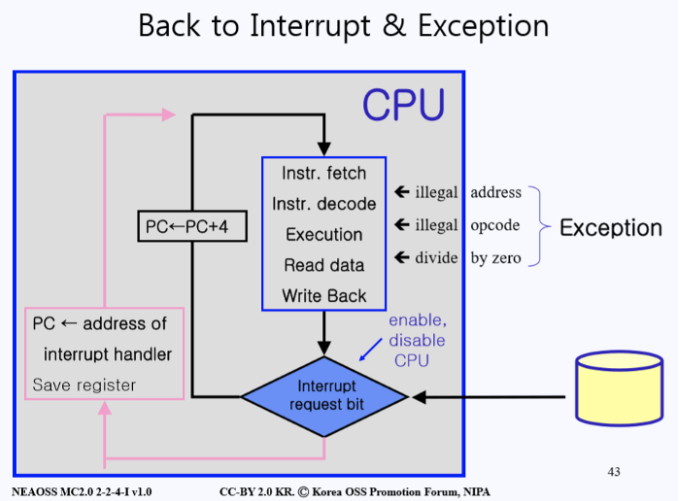 Back to Interrupt & Exception
CPU
Instr. fetch
Instr. decode
Execution
Read data
Write Back
← illegal address
← illegal opcode
← divide by zero
Exception
PC←PC+4
PC ← address of
interrupt handler
Save register
enable,
disable
CPU
Interrupt
request bit
43
NEAOSS MC2.0 2-2-4-I v1.0
CC-BY 2.0 KR. Ⓒ Korea OSS Promotion Forum, NIPA